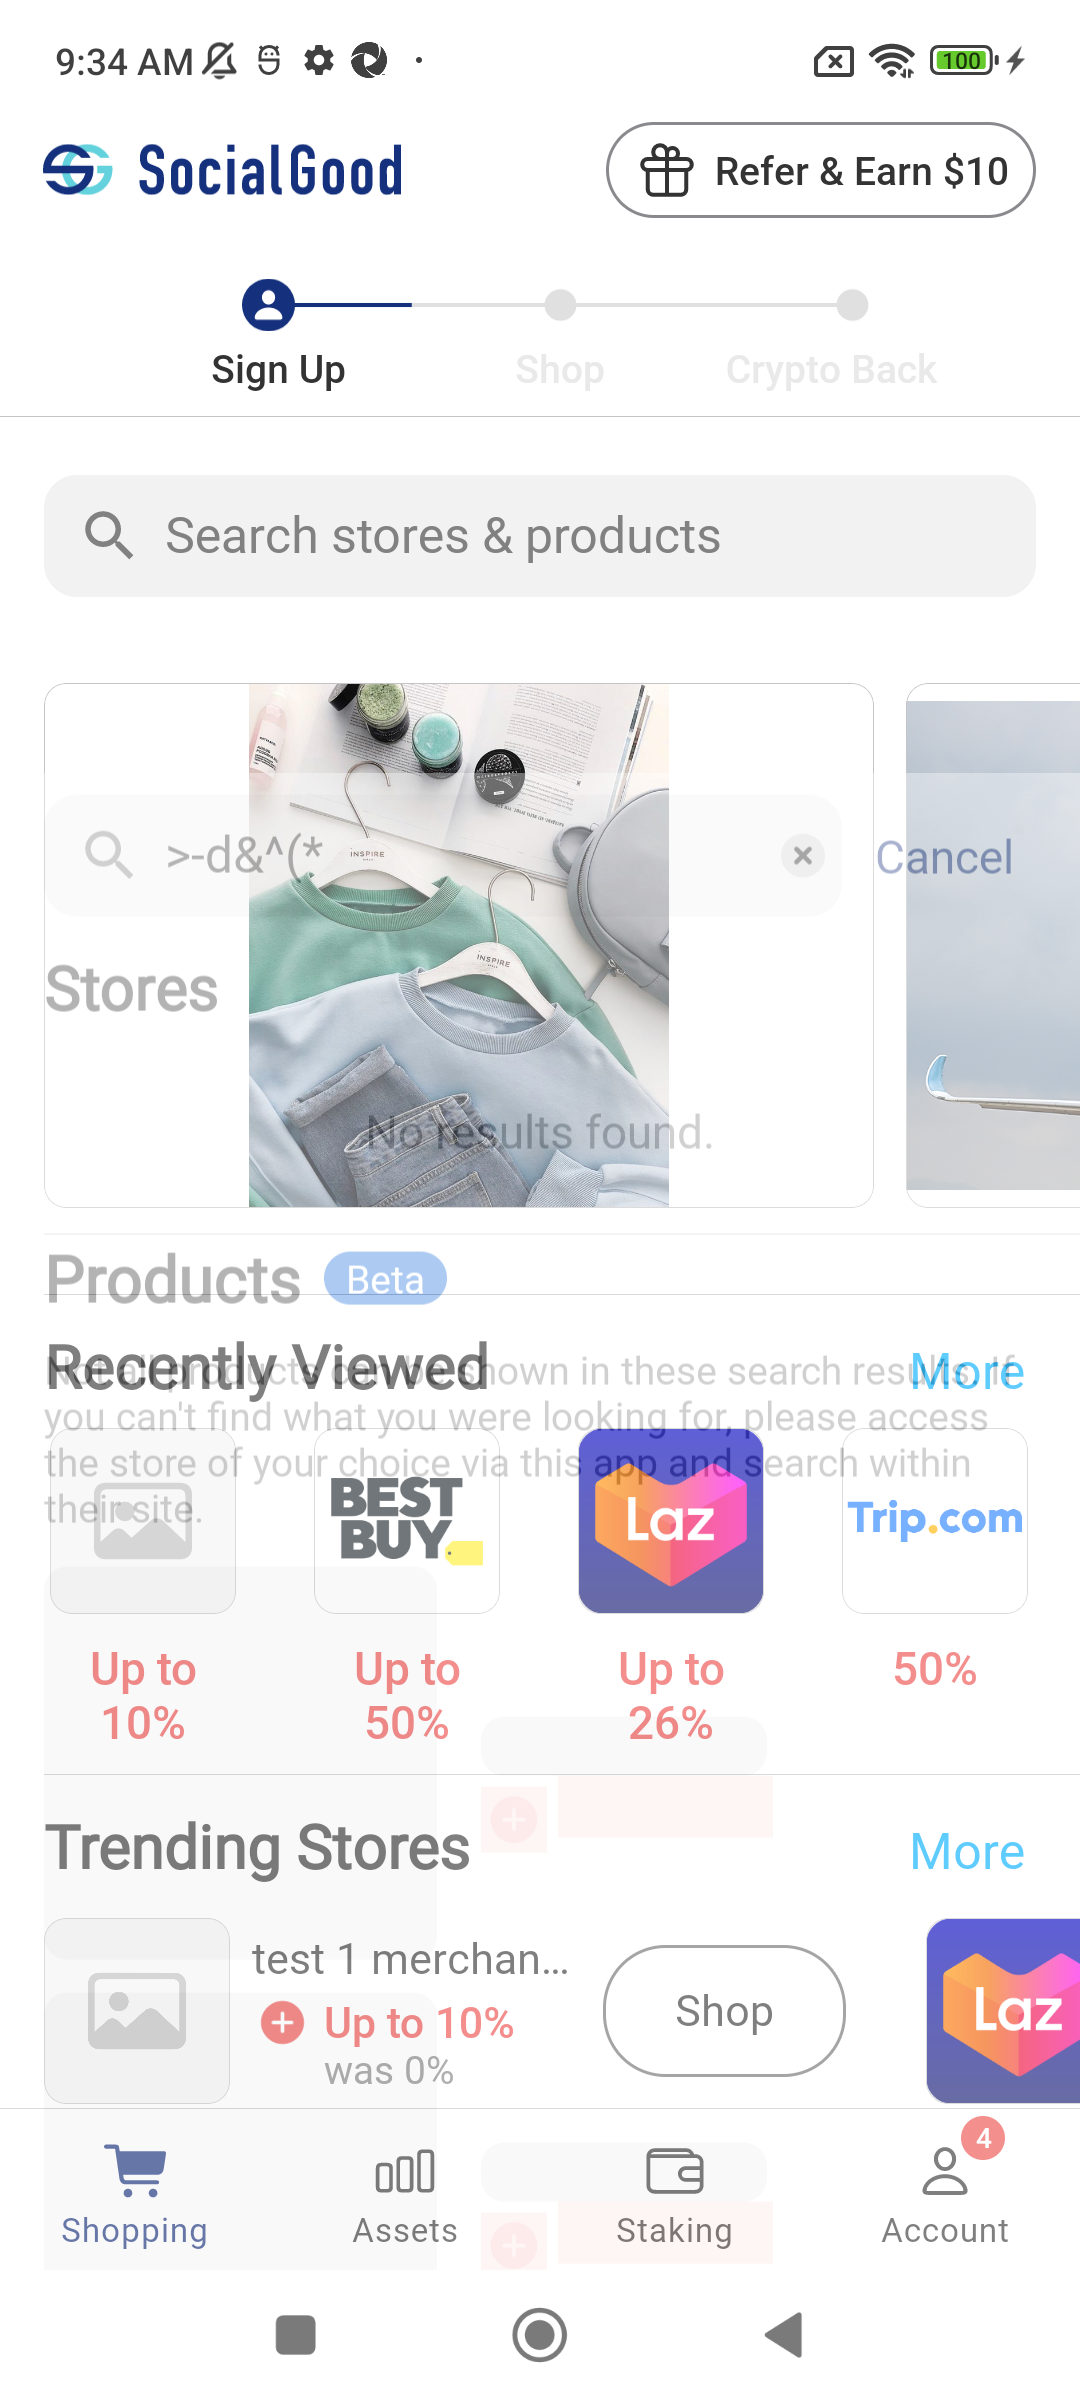 9:34 AM
100
SocialGood
Refer & Earn $10
Sign Up
Shop
Crypto Back
Search stores & products
INSPIRE
INSPIRE
>-d&^(*
Cancel
Stores
No results found.
Products
Beta
Recently Viewed
More
Not all products can be shown in these search results. If
you can't find what you were looking for, please access
the store of your choice via this app and search within
their site.
BEST
BUY
Laz
Trip.com
Up to
10%
Up to
50%
Up to
26%
50%
Trending Stores
More
test 1 merchan...
Up to 10%
was 0%
Shop
Laz
4
Shopping
Assets
Staking
Account